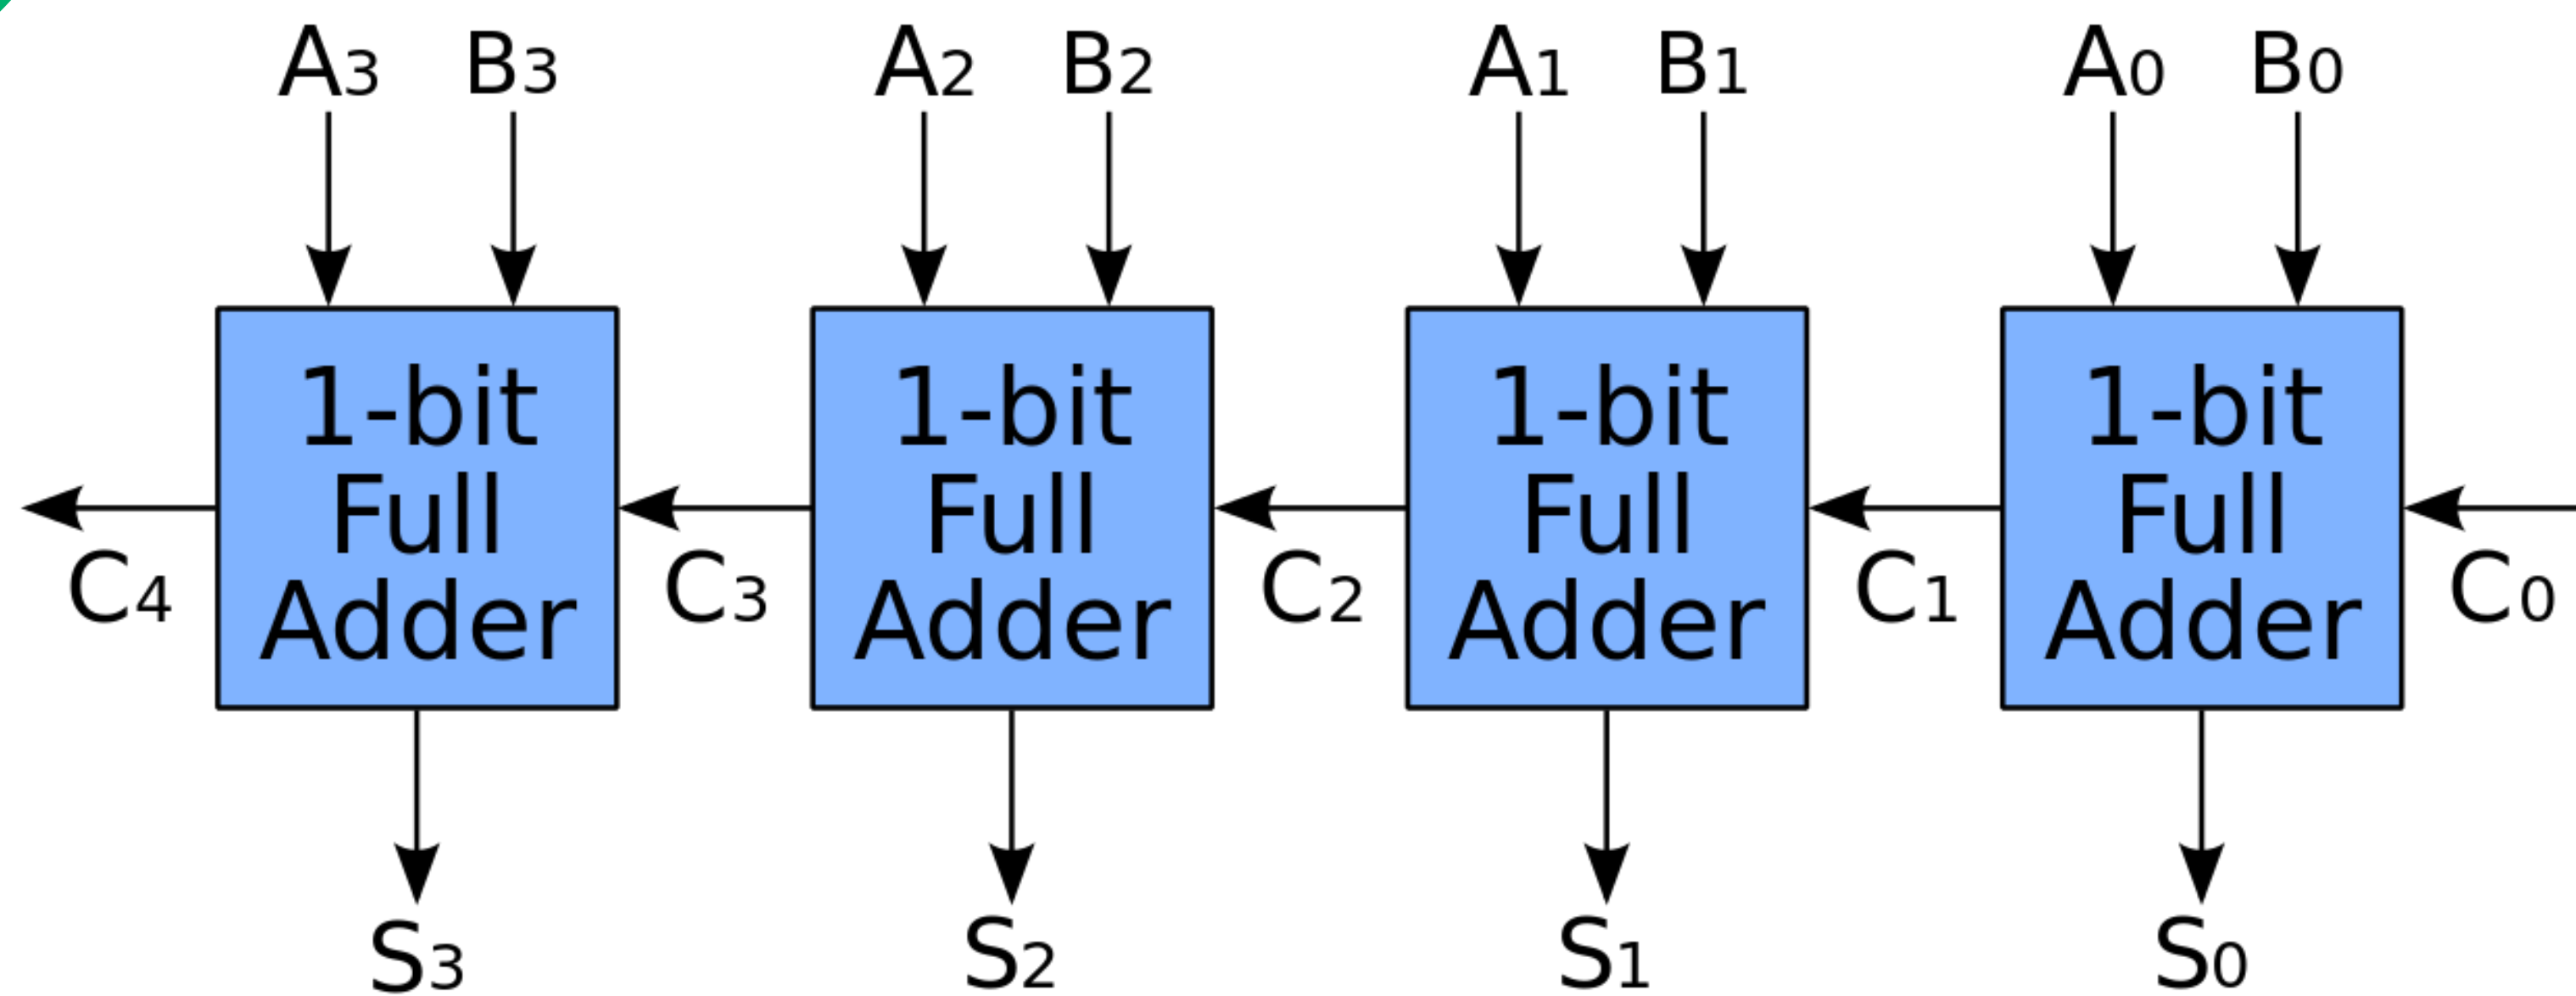 A3 B3 A2 B2 A1 B1 A0 B0
1-bit Full Adder
1-bit Full Adder
1-bit Full Adder
1-bit Full Adder
C4 C3 C2 C1 C0
S3 S2 S1 S0